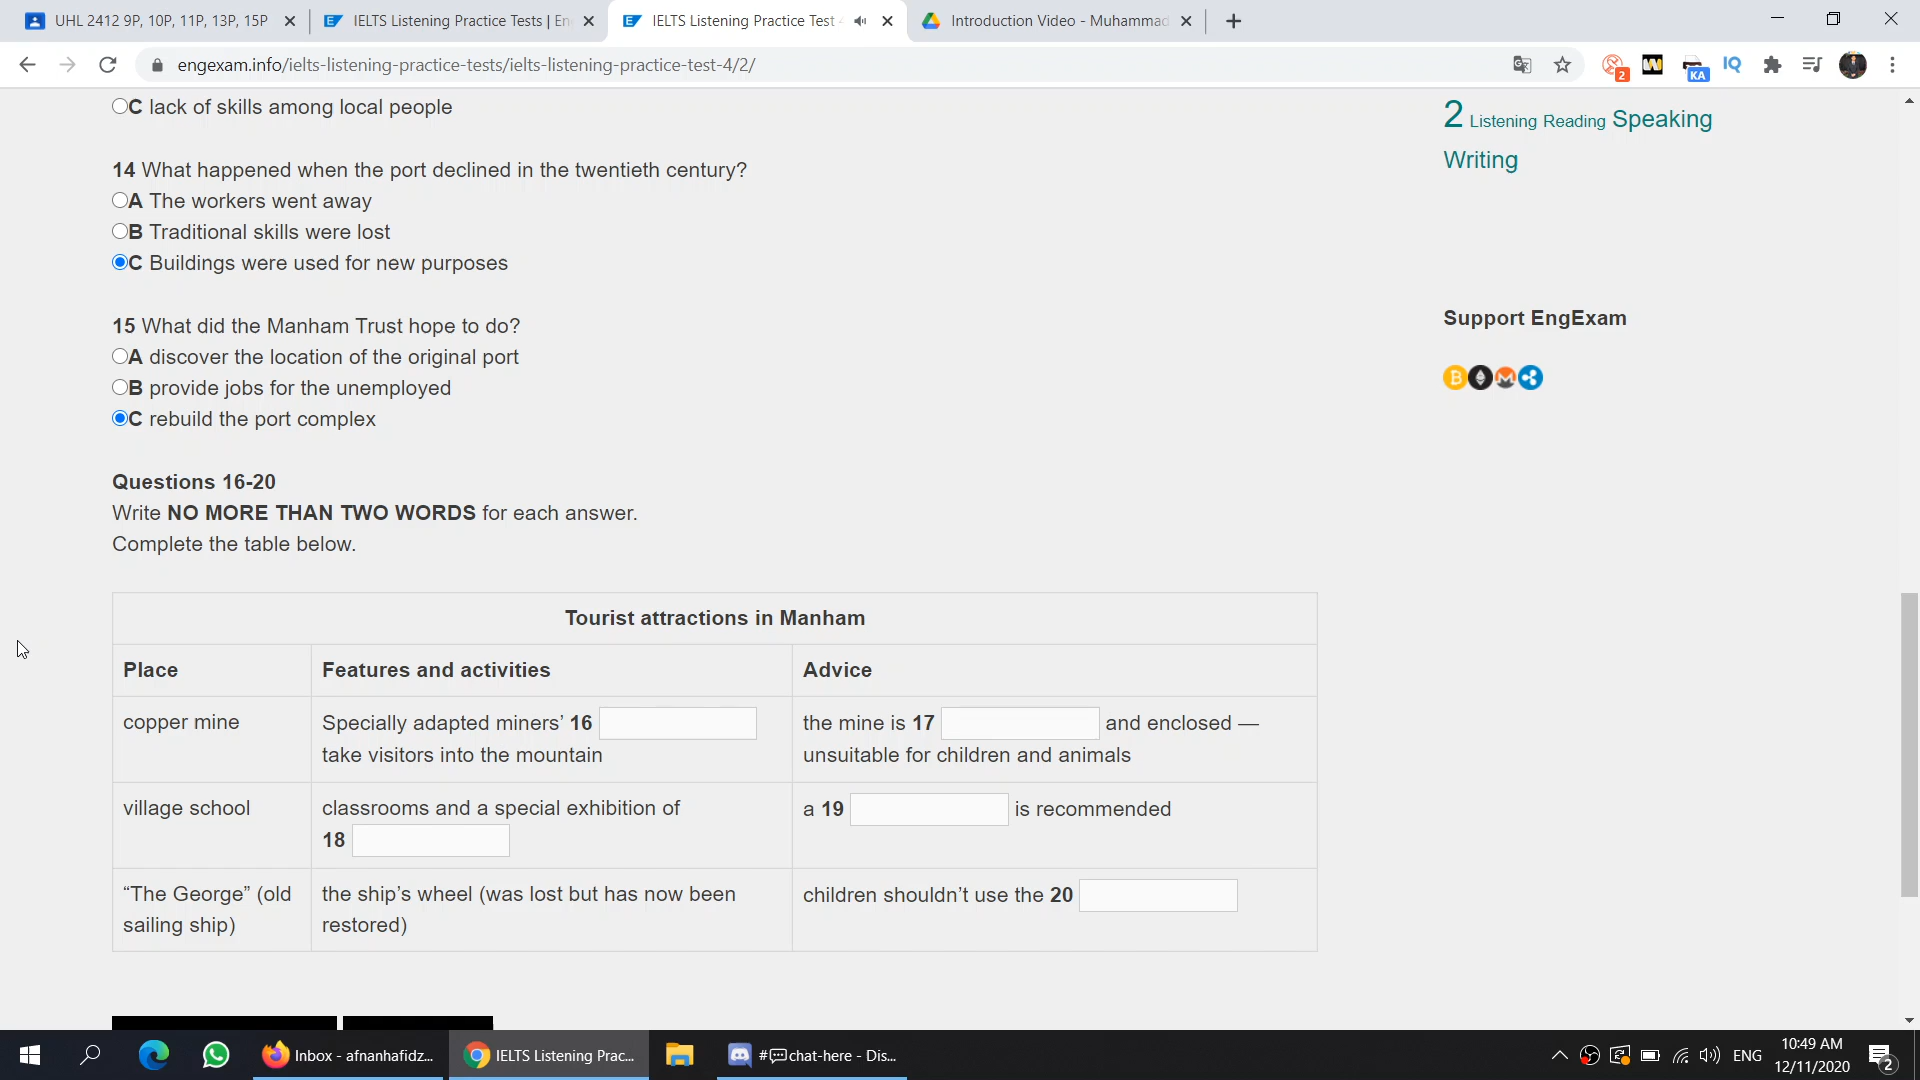 UHL 2412 9P, 10P, 11P, 13P, 15P
IELTS Listening Practice Tests | En
IELTS Listening Practice Test
Introduction Video - Muhammad
engexam.info/ielts-listening-practice-tests/ielts-listening-practice-test-4/2/
2
KA
IQ
C lack of skills among local people
14 What happened when the port declined in the twentieth century?
A The workers went away
B Traditional skills were lost
C Buildings were used for new purposes
15 What did the Manham Trust hope to do?
A discover the location of the original port
B provide jobs for the unemployed
C rebuild the port complex
Questions 16-20
Write NO MORE THAN TWO WORDS for each answer.
Complete the table below.
Tourist attractions in Manham
Place Features and activities Advice
copper mine
Specially adapted miners’ 16
take visitors into the mountain
the mine is 17 and enclosed —
unsuitable for children and animals
village school
classrooms and a special exhibition of
18
a 19 is recommended
“The George” (old
sailing ship)
the ship’s wheel (was lost but has now been
restored)
children shouldn’t use the 20
2 Listening Reading Speaking
Writing
Support EngExam
Inbox - afnanhafidz...
IELTS Listening Prac...
#💬chat-here - Dis...
ENG
10:49 AM
12/11/2020
2